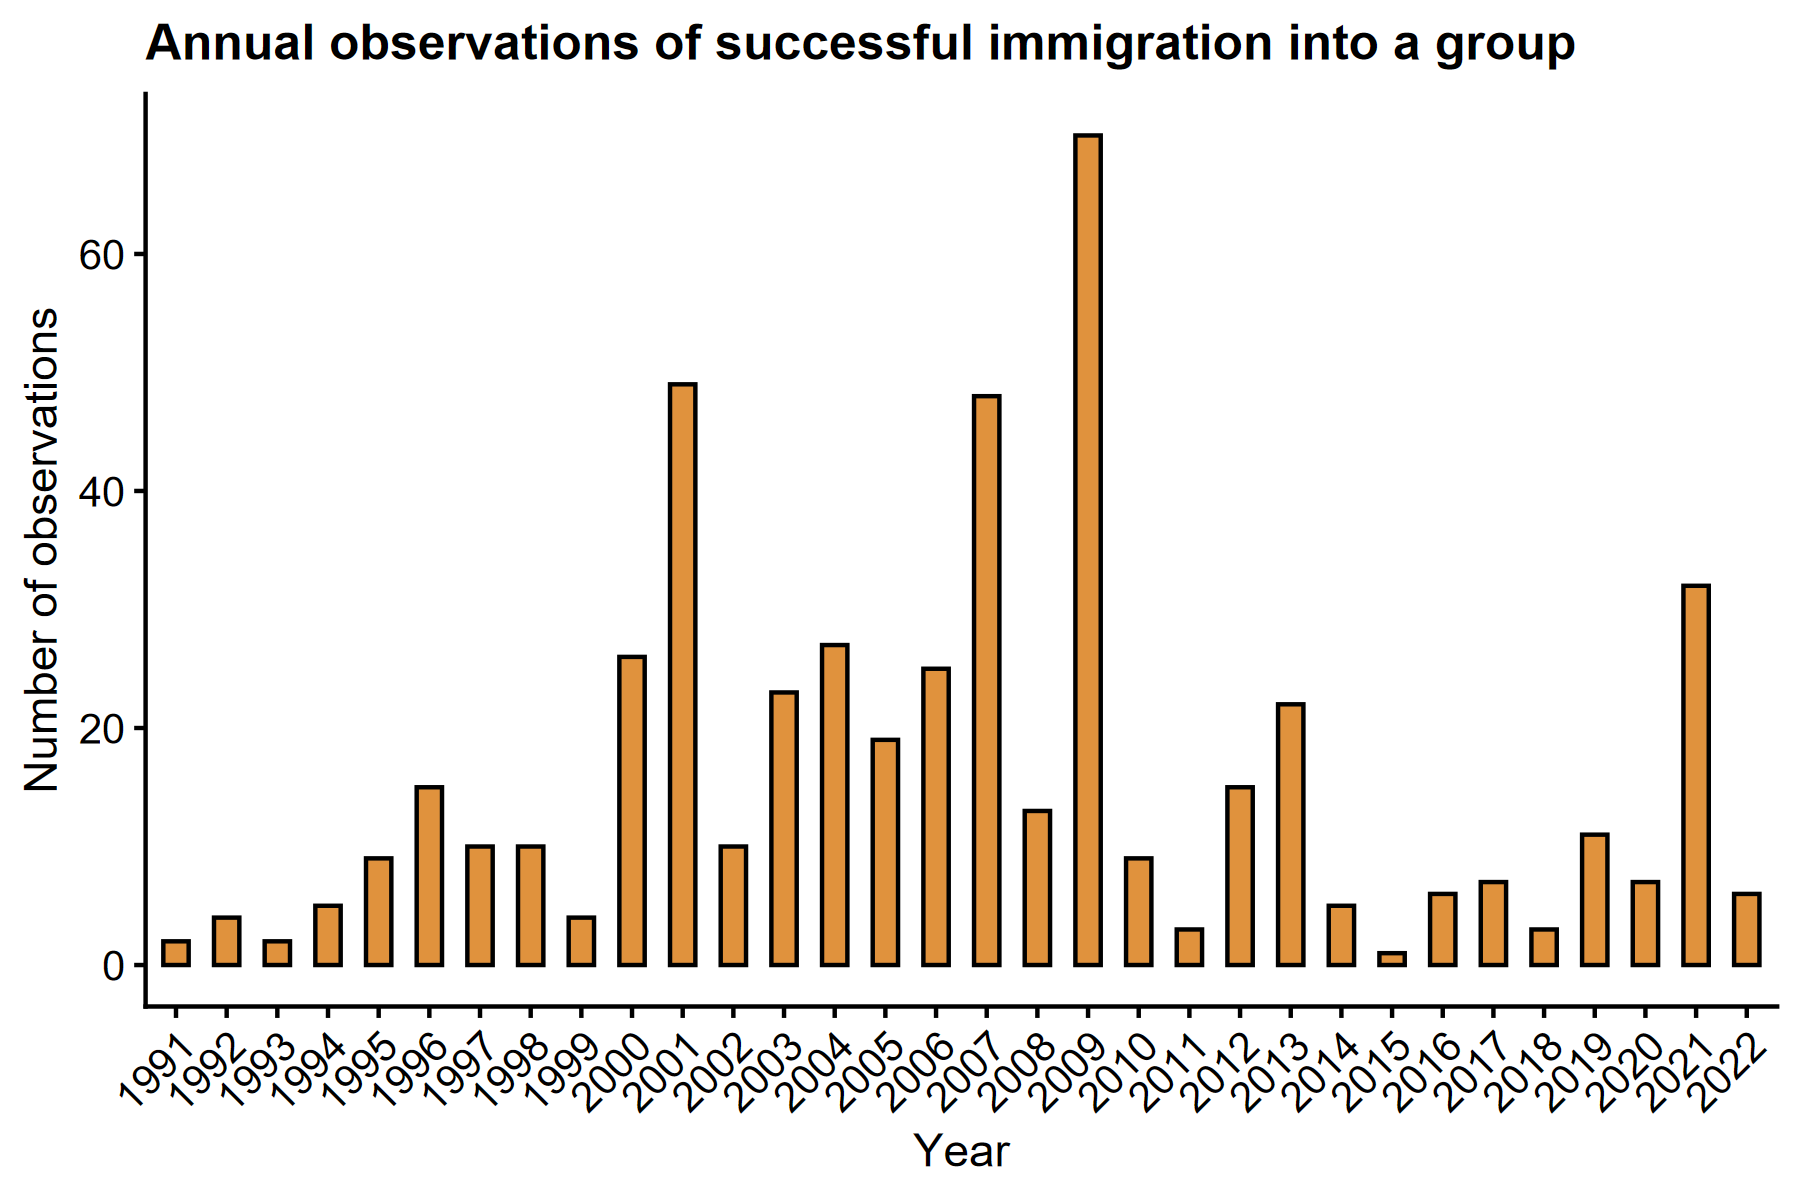 Annual observations of successful immigration into a group
Number of observations
60
40
20
0
1991 1992 1993 1994 1995 1996 1997 1998 1999 2000 2001 2002 2003 2004 2005 2006 2007 2008 2009 2010 2011 2012 2013 2014 2015 2016 2017 2018 2019 2020 2021 2022
Year